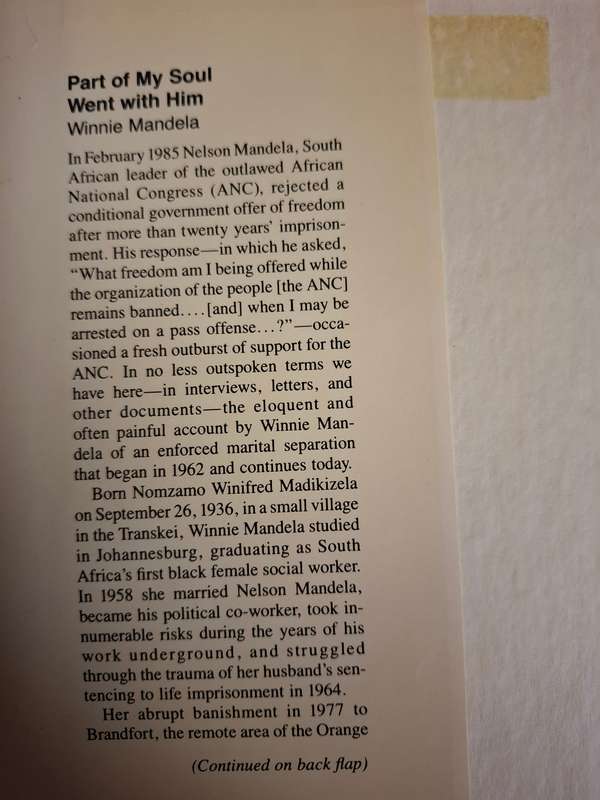 Part of My Soul
Went with Him
Winnie Mandela
In February 1985 Nelson Mandela, South
African leader of the outlawed African
National Congress (ANC), rejected a
conditional government offer of freedom
after more than twenty years' imprison-
ment. His response—in which he asked,
“What freedom am I being offered while
the organization of the people [the ANC]
remains banned....[and] when I may be
arrested on a pass offense...?”—occa-
sioned a fresh outburst of support for the
ANC. In no less outspoken terms we
have here—in interviews, letters, and
other documents—the eloquent and
often painful account by Winnie Man-
dela of an enforced marital separation
that began in 1962 and continues today.
Born Nomzamo Winifred Madikizela
on September 26, 1936, in a small village
in the Transkei, Winnie Mandela studied
in Johannesburg, graduating as South
Africa's first black female social worker.
In 1958 she married Nelson Mandela,
became his political co-worker, took in-
numerable risks during the years of his
work underground, and struggled
through the trauma of her husband's sen-
tencing to life imprisonment in 1964.
Her abrupt banishment in 1977 to
Brandfort, the remote area of the Orange
(Continued on back flap)